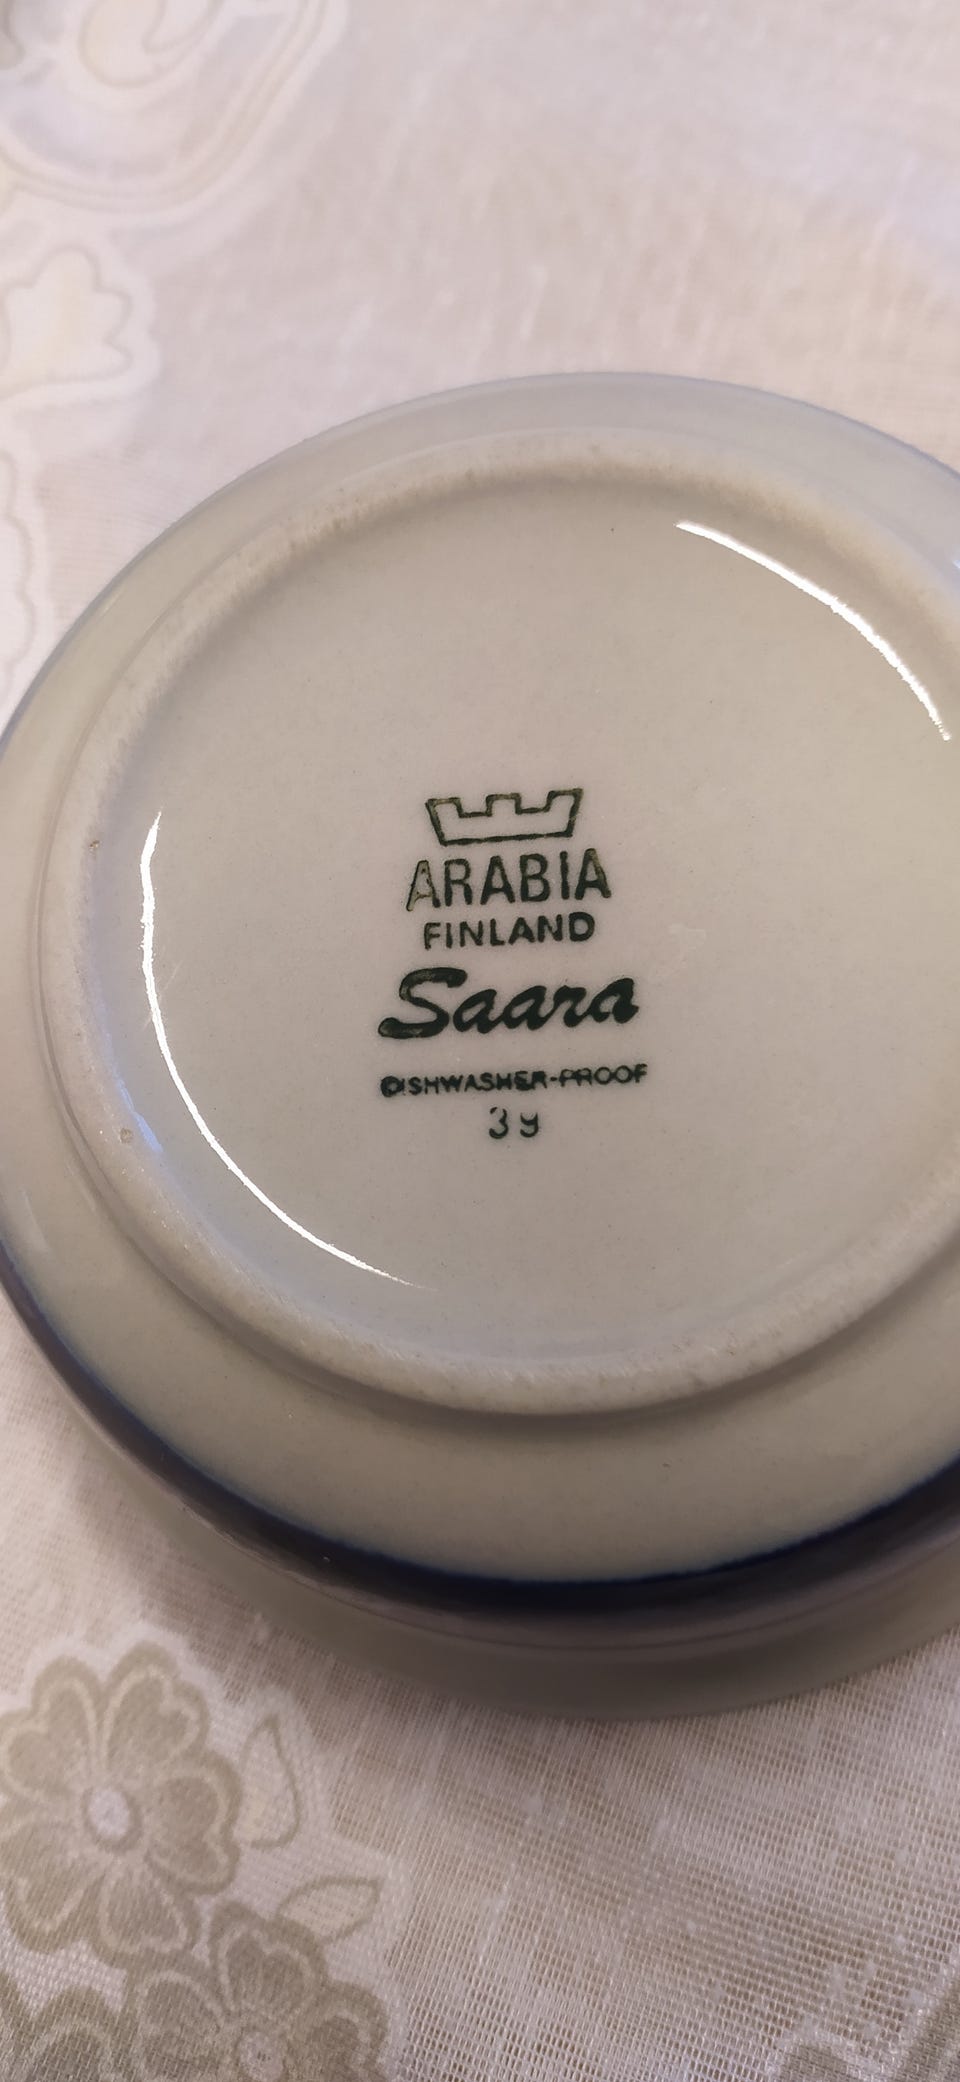 ARABIA
FINLAND
Saara
DISHWASHER-PROOF
39